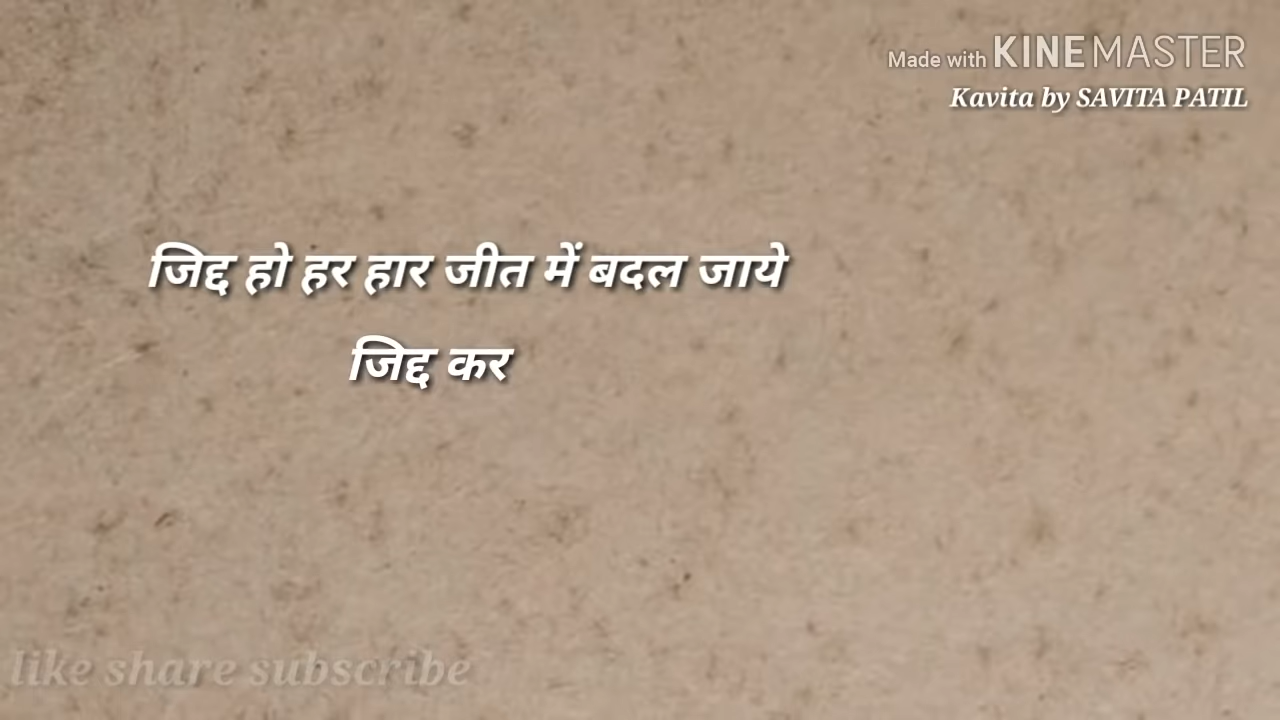 Made with KINEMASTER
Kavita by SAVITA PATIL
जिद्द हो हर हार जीत में बदल जाये
जिद्द कर
like share subscribe